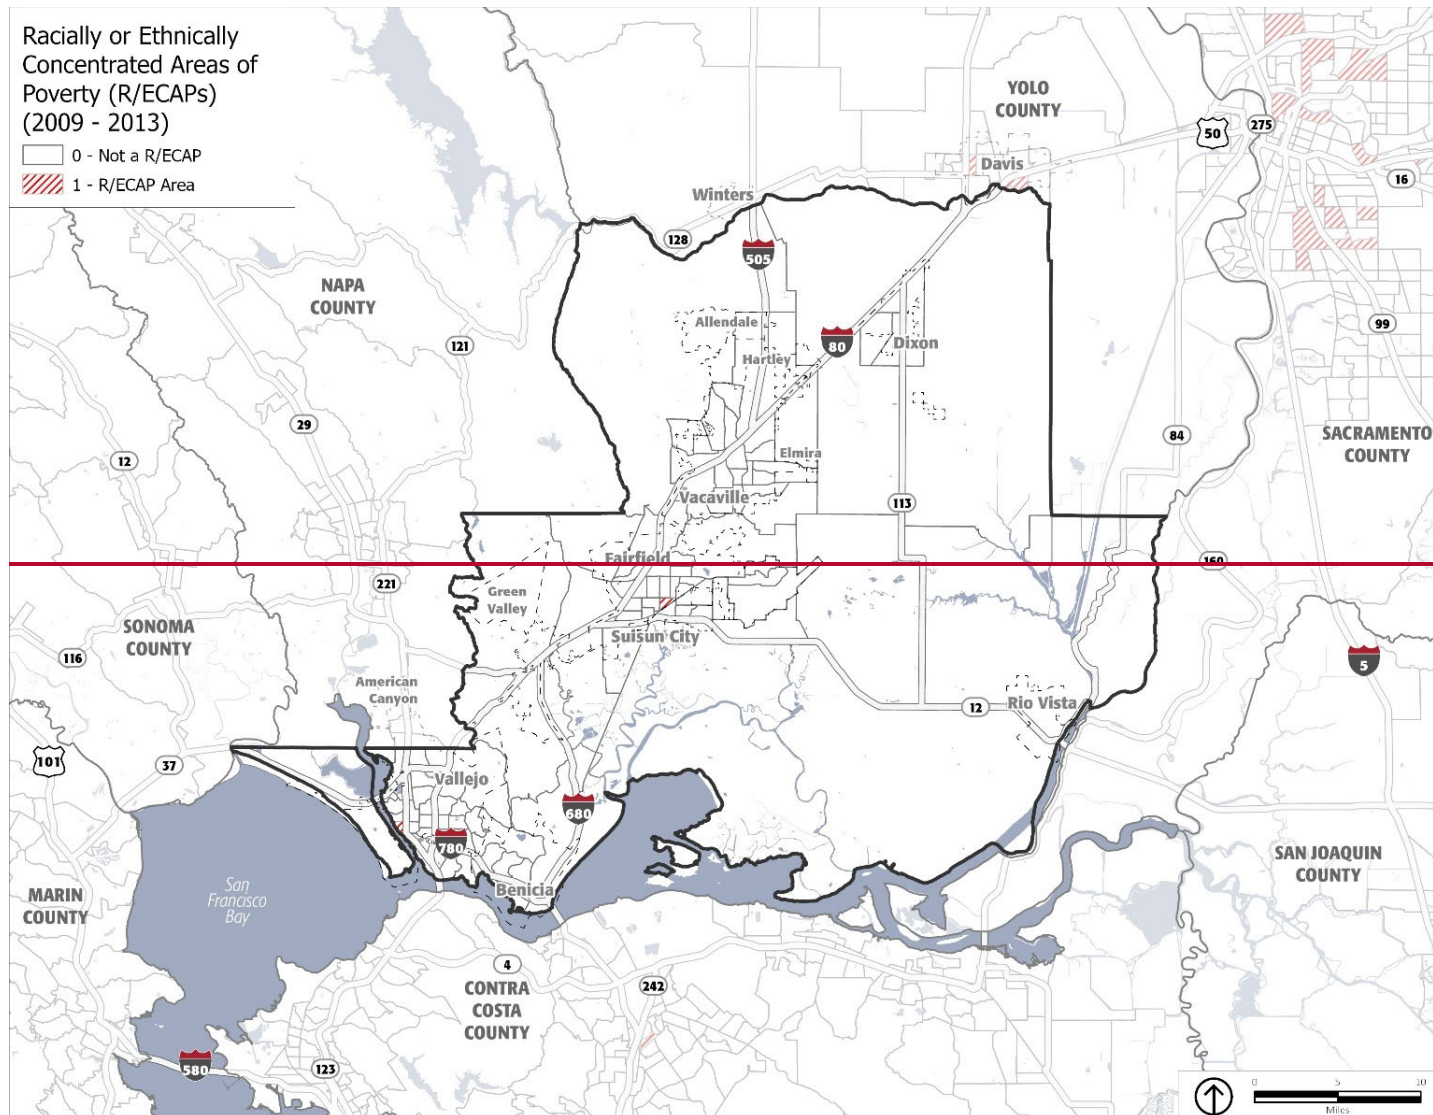 Racially or Ethnically
Concentrated Areas of
Poverty (R/ECAPs)
(2009 - 2013)
0 - Not a R/ECAP
1 - R/ECAP Area
YOLO
COUNTY
50
275
Davis
16
Winters
128
505
NAPA
COUNTY
Allendale
99
121
80
Dixon
Hartley
29
84
SACRAMENTO
COUNTY
12
Elmira
Vacaville
113
Fairfield
160
221
Green
Valley
SONOMA
COUNTY
Suisun City
116
5
American
Canyon
Rio Vista
12
101
37
Vallejo
680
780
SAN JOAQUIN
COUNTY
San
Francisco
Bay
Benicia
MARIN
COUNTY
4
242
CONTRA
COSTA
COUNTY
580
123
0 5 10
Miles